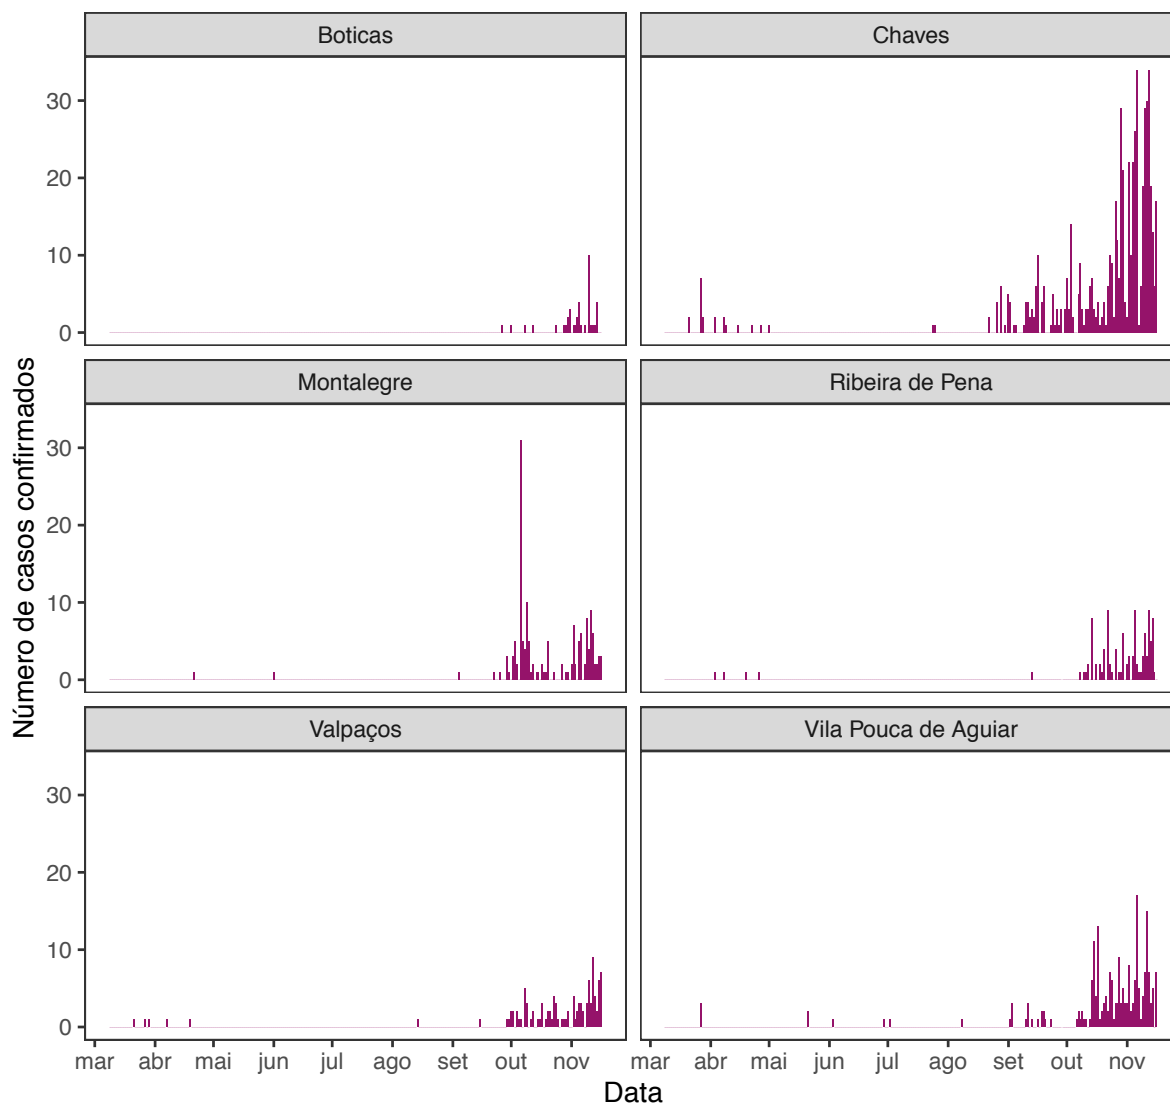 Boticas
Chaves
30
20
10
0
Montalegre
Ribeira de Pena
30
20
10
0
Valpaços
Vila Pouca de Aguiar
30
20
10
0
mar abr mai jun jul ago set out nov
mar abr mai jun jul ago set out nov
Data
Número de casos confirmados